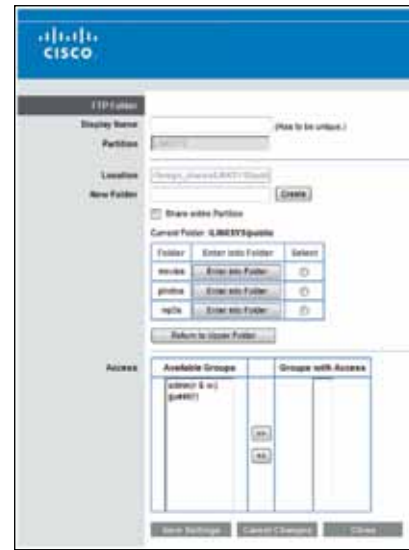 CISCO
FTP Folder
Display Name
(Has to be unique.)
Partition
Location
New Folder
Create
Share entire Partition
Current Folder:
Folder
Enter into Folder
Select
movies
Enter into Folder
photos
Enter into Folder
mp3s
Enter into Folder
Return to Upper Folder
Access
Available Groups
Groups with Access
admin(r & w)
guest(r)
>>
<<
Save Settings
Cancel Changes
Close